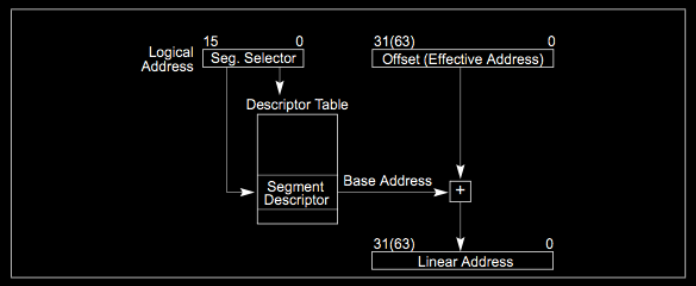 15 0
31(63) 0
Logical
Address
Seg. Selector
Offset (Effective Address)
Descriptor Table
Segment
Descriptor
Base Address
+
31(63) 0
Linear Address